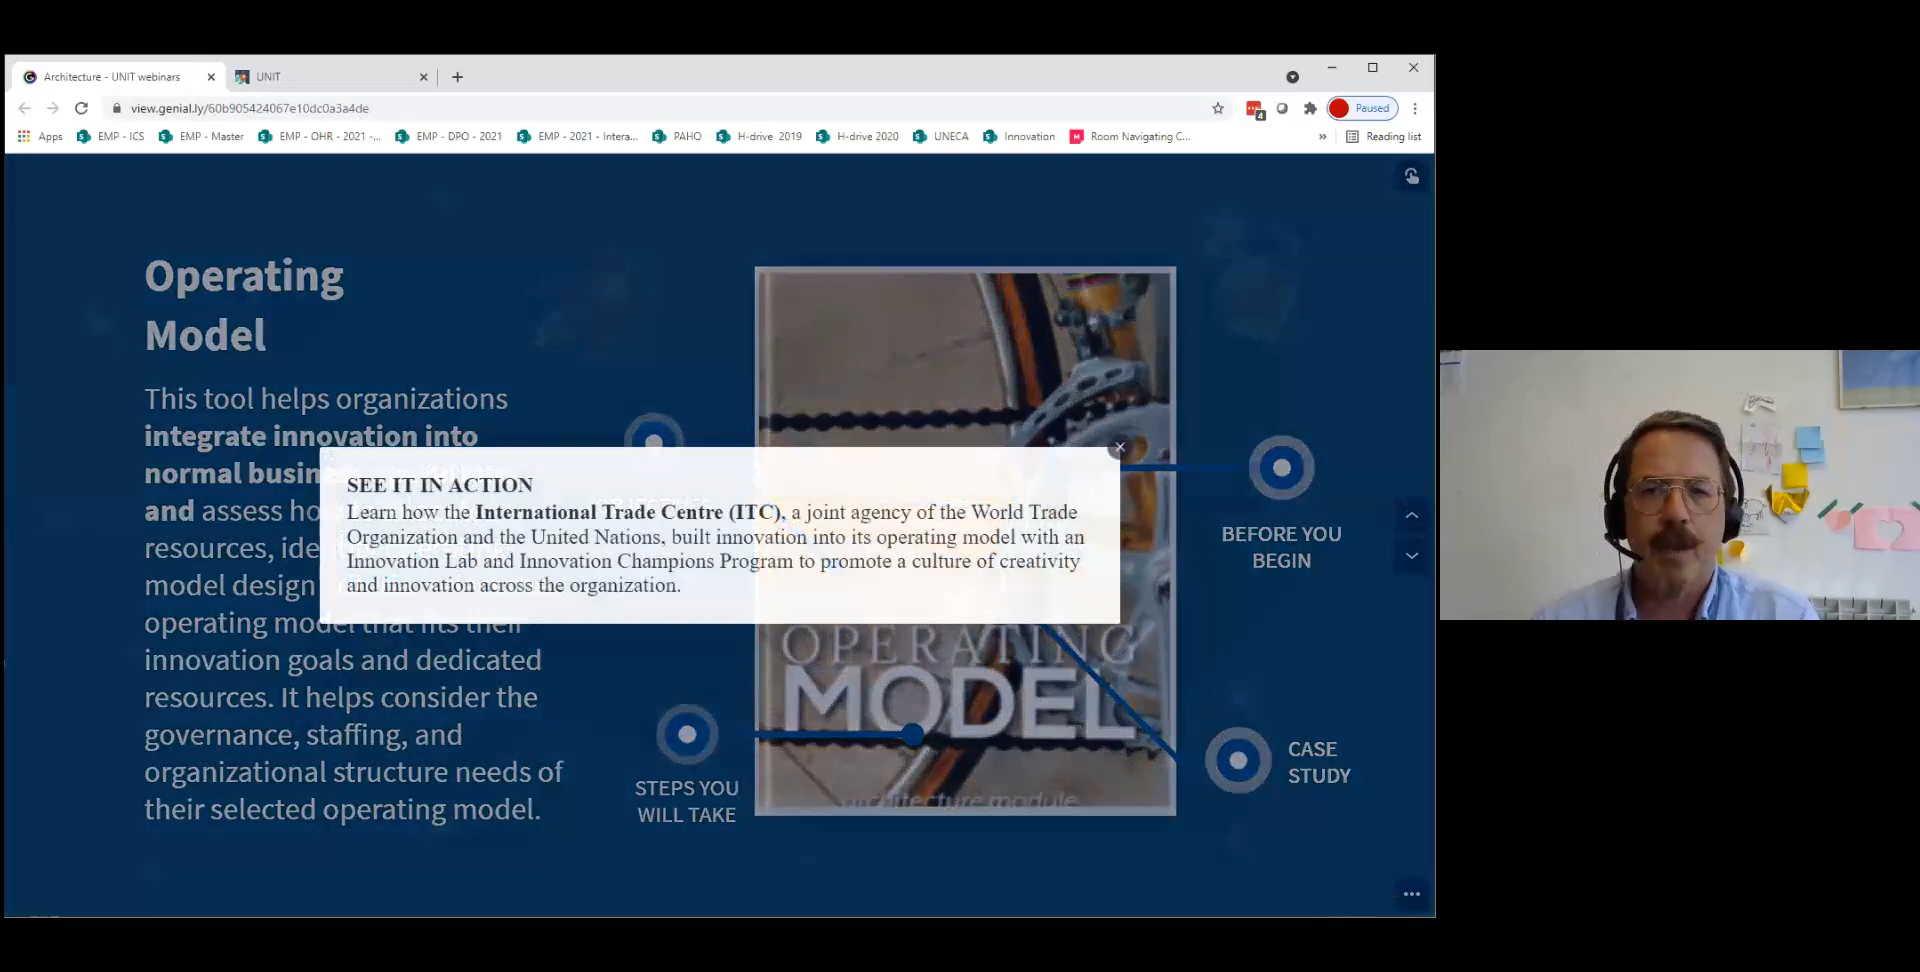 Architecture - UNIT webinars
UNIT
view.genial.ly/60b905424067e10dc0a3a4de
4
Paused
Apps
EMP - ICS
EMP - Master
EMP - OHR - 2021 -...
EMP - DPO - 2021
EMP - 2021 - Intera...
PAHO
H-drive 2019
H-drive 2020
UNECA
Innovation
Room Navigating C...
»
Reading list
Operating
Model
This tool helps organizations
integrate innovation into
normal busin
and assess ho
resources, ide
model design
operating model that fits their
innovation goals and dedicated
resources. It helps consider the
governance, staffing, and
organizational structure needs of
their selected operating model.
SEE IT IN ACTION
Learn how the International Trade Centre (ITC), a joint agency of the World Trade
Organization and the United Nations, built innovation into its operating model with an
Innovation Lab and Innovation Champions Program to promote a culture of creativity
and innovation across the organization.
OPERATING
MODEL
architecture module
BEFORE YOU
BEGIN
STEPS YOU
WILL TAKE
CASE
STUDY